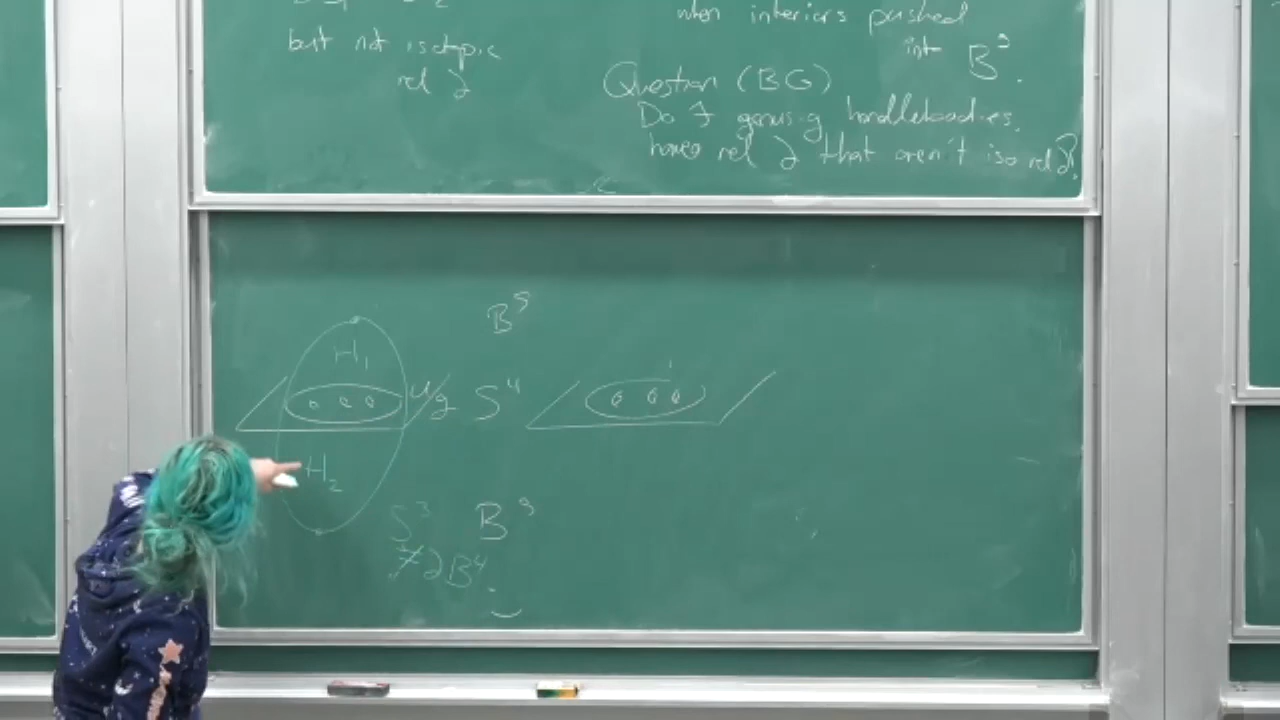 but not isotopic
rel ∂
when interiors pushed
into B⁵.
Question (BG)
Do ∃ genus-g handlebodies,
homeo rel ∂ that aren't iso rel ∂?
B⁵
H₁
S⁴
H₂
S³ B⁵
≠∂B⁴